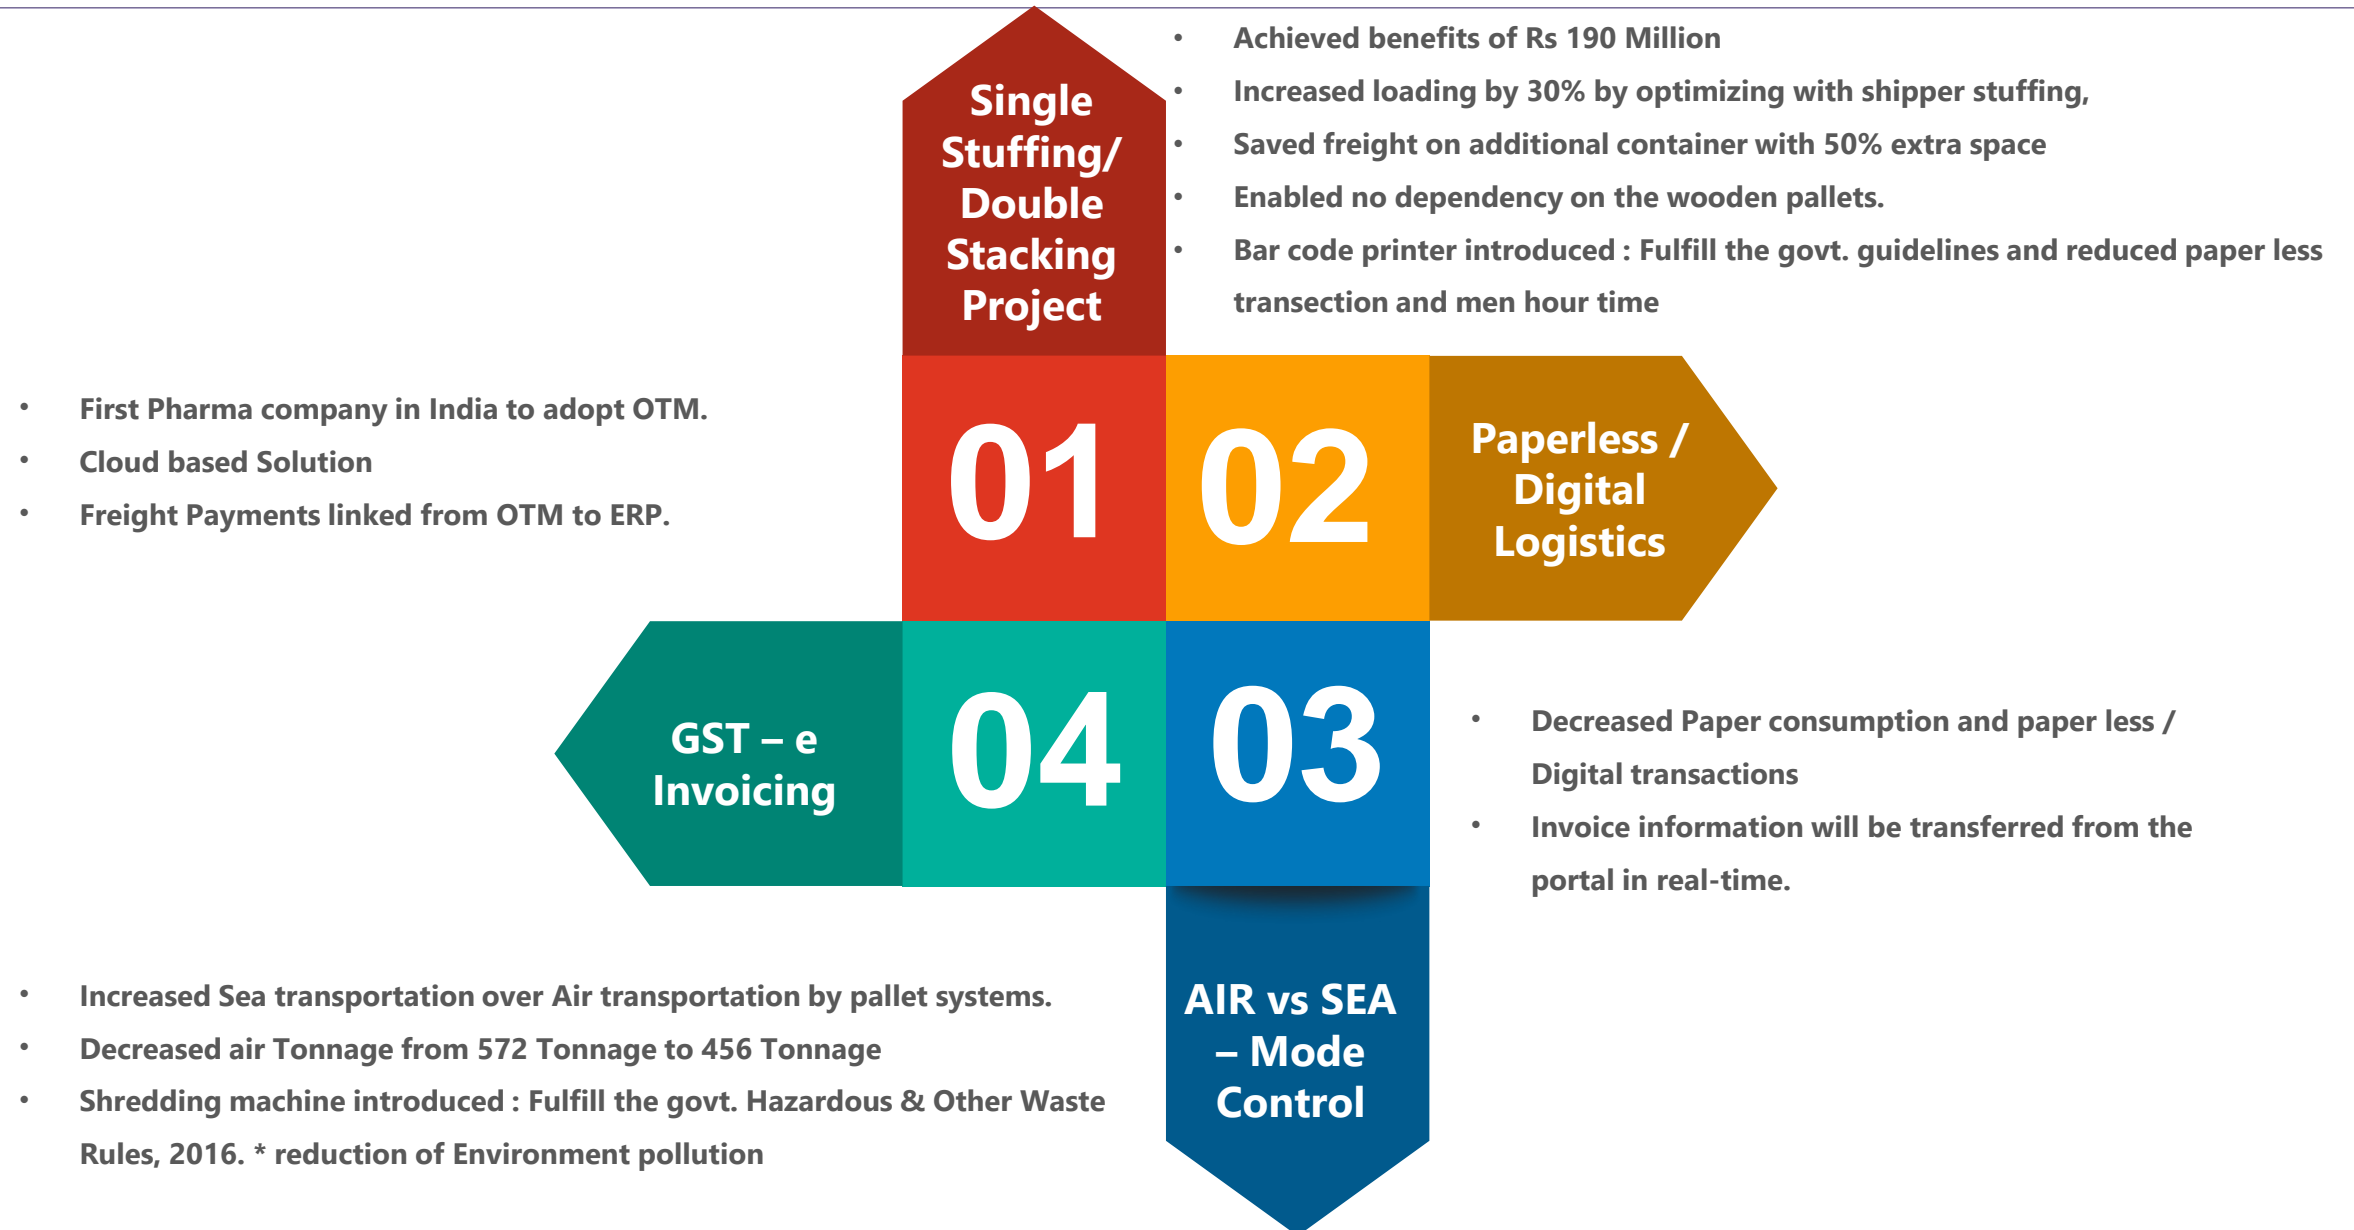 Single
Stuffing/
Double
Stacking
Project
• Achieved benefits of Rs 190 Million
• Increased loading by 30% by optimizing with shipper stuffing,
• Saved freight on additional container with 50% extra space
• Enabled no dependency on the wooden pallets.
• Bar code printer introduced : Fulfill the govt. guidelines and reduced paper less
transection and men hour time
• First Pharma company in India to adopt OTM.
• Cloud based Solution
• Freight Payments linked from OTM to ERP.
01
02
Paperless /
Digital
Logistics
GST – e
Invoicing
04
03
• Decreased Paper consumption and paper less /
Digital transactions
• Invoice information will be transferred from the
portal in real-time.
• Increased Sea transportation over Air transportation by pallet systems.
• Decreased air Tonnage from 572 Tonnage to 456 Tonnage
• Shredding machine introduced : Fulfill the govt. Hazardous & Other Waste
Rules, 2016. * reduction of Environment pollution
AIR vs SEA
– Mode
Control